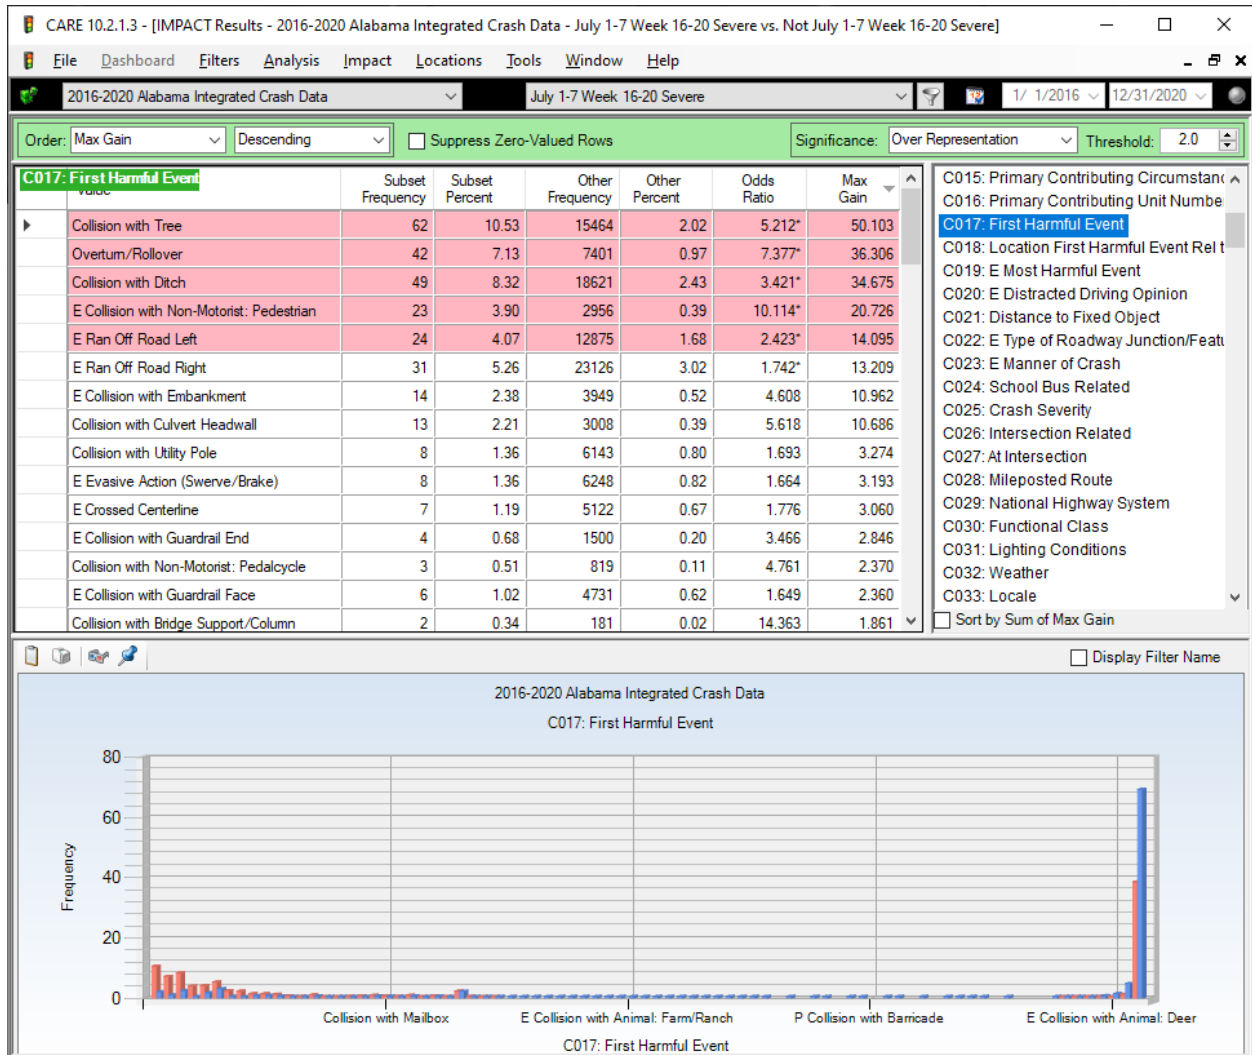 CARE 10.2.1.3 - [IMPACT Results - 2016-2020 Alabama Integrated Crash Data - July 1-7 Week 16-20 Severe vs. Not July 1-7 Week 16-20 Severe]
File Dashboard Filters Analysis Impact Locations Tools Window Help
2016-2020 Alabama Integrated Crash Data July 1-7 Week 16-20 Severe 1/ 1/2016 12/31/2020
Order: Max Gain Descending Suppress Zero-Valued Rows Significance: Over Representation Threshold: 2.0
C017: First Harmful Event Subset Frequency Subset Percent Other Frequency Other Percent Odds Ratio Max Gain
Collision with Tree 62 10.53 15464 2.02 5.212* 50.103
Overturn/Rollover 42 7.13 7401 0.97 7.377* 36.306
Collision with Ditch 49 8.32 18621 2.43 3.421* 34.675
E Collision with Non-Motorist: Pedestrian 23 3.90 2956 0.39 10.114* 20.726
E Ran Off Road Left 24 4.07 12875 1.68 2.423* 14.095
E Ran Off Road Right 31 5.26 23126 3.02 1.742* 13.209
E Collision with Embankment 14 2.38 3949 0.52 4.608 10.962
Collision with Culvert Headwall 13 2.21 3008 0.39 5.618 10.686
Collision with Utility Pole 8 1.36 6143 0.80 1.693 3.274
E Evasive Action (Swerve/Brake) 8 1.36 6248 0.82 1.664 3.193
E Crossed Centerline 7 1.19 5122 0.67 1.776 3.060
E Collision with Guardrail End 4 0.68 1500 0.20 3.466 2.846
Collision with Non-Motorist: Pedalcycle 3 0.51 819 0.11 4.761 2.370
E Collision with Guardrail Face 6 1.02 4731 0.62 1.649 2.360
Collision with Bridge Support/Column 2 0.34 181 0.02 14.363 1.861
C015: Primary Contributing Circumstanc
C016: Primary Contributing Unit Numbe
C017: First Harmful Event
C018: Location First Harmful Event Rel t
C019: E Most Harmful Event
C020: E Distracted Driving Opinion
C021: Distance to Fixed Object
C022: E Type of Roadway Junction/Featu
C023: E Manner of Crash
C024: School Bus Related
C025: Crash Severity
C026: Intersection Related
C027: At Intersection
C028: Mileposted Route
C029: National Highway System
C030: Functional Class
C031: Lighting Conditions
C032: Weather
C033: Locale
Sort by Sum of Max Gain
Display Filter Name
2016-2020 Alabama Integrated Crash Data
C017: First Harmful Event
80
60
40
20
0
Frequency
Collision with Mailbox E Collision with Animal: Farm/Ranch P Collision with Barricade E Collision with Animal: Deer
C017: First Harmful Event